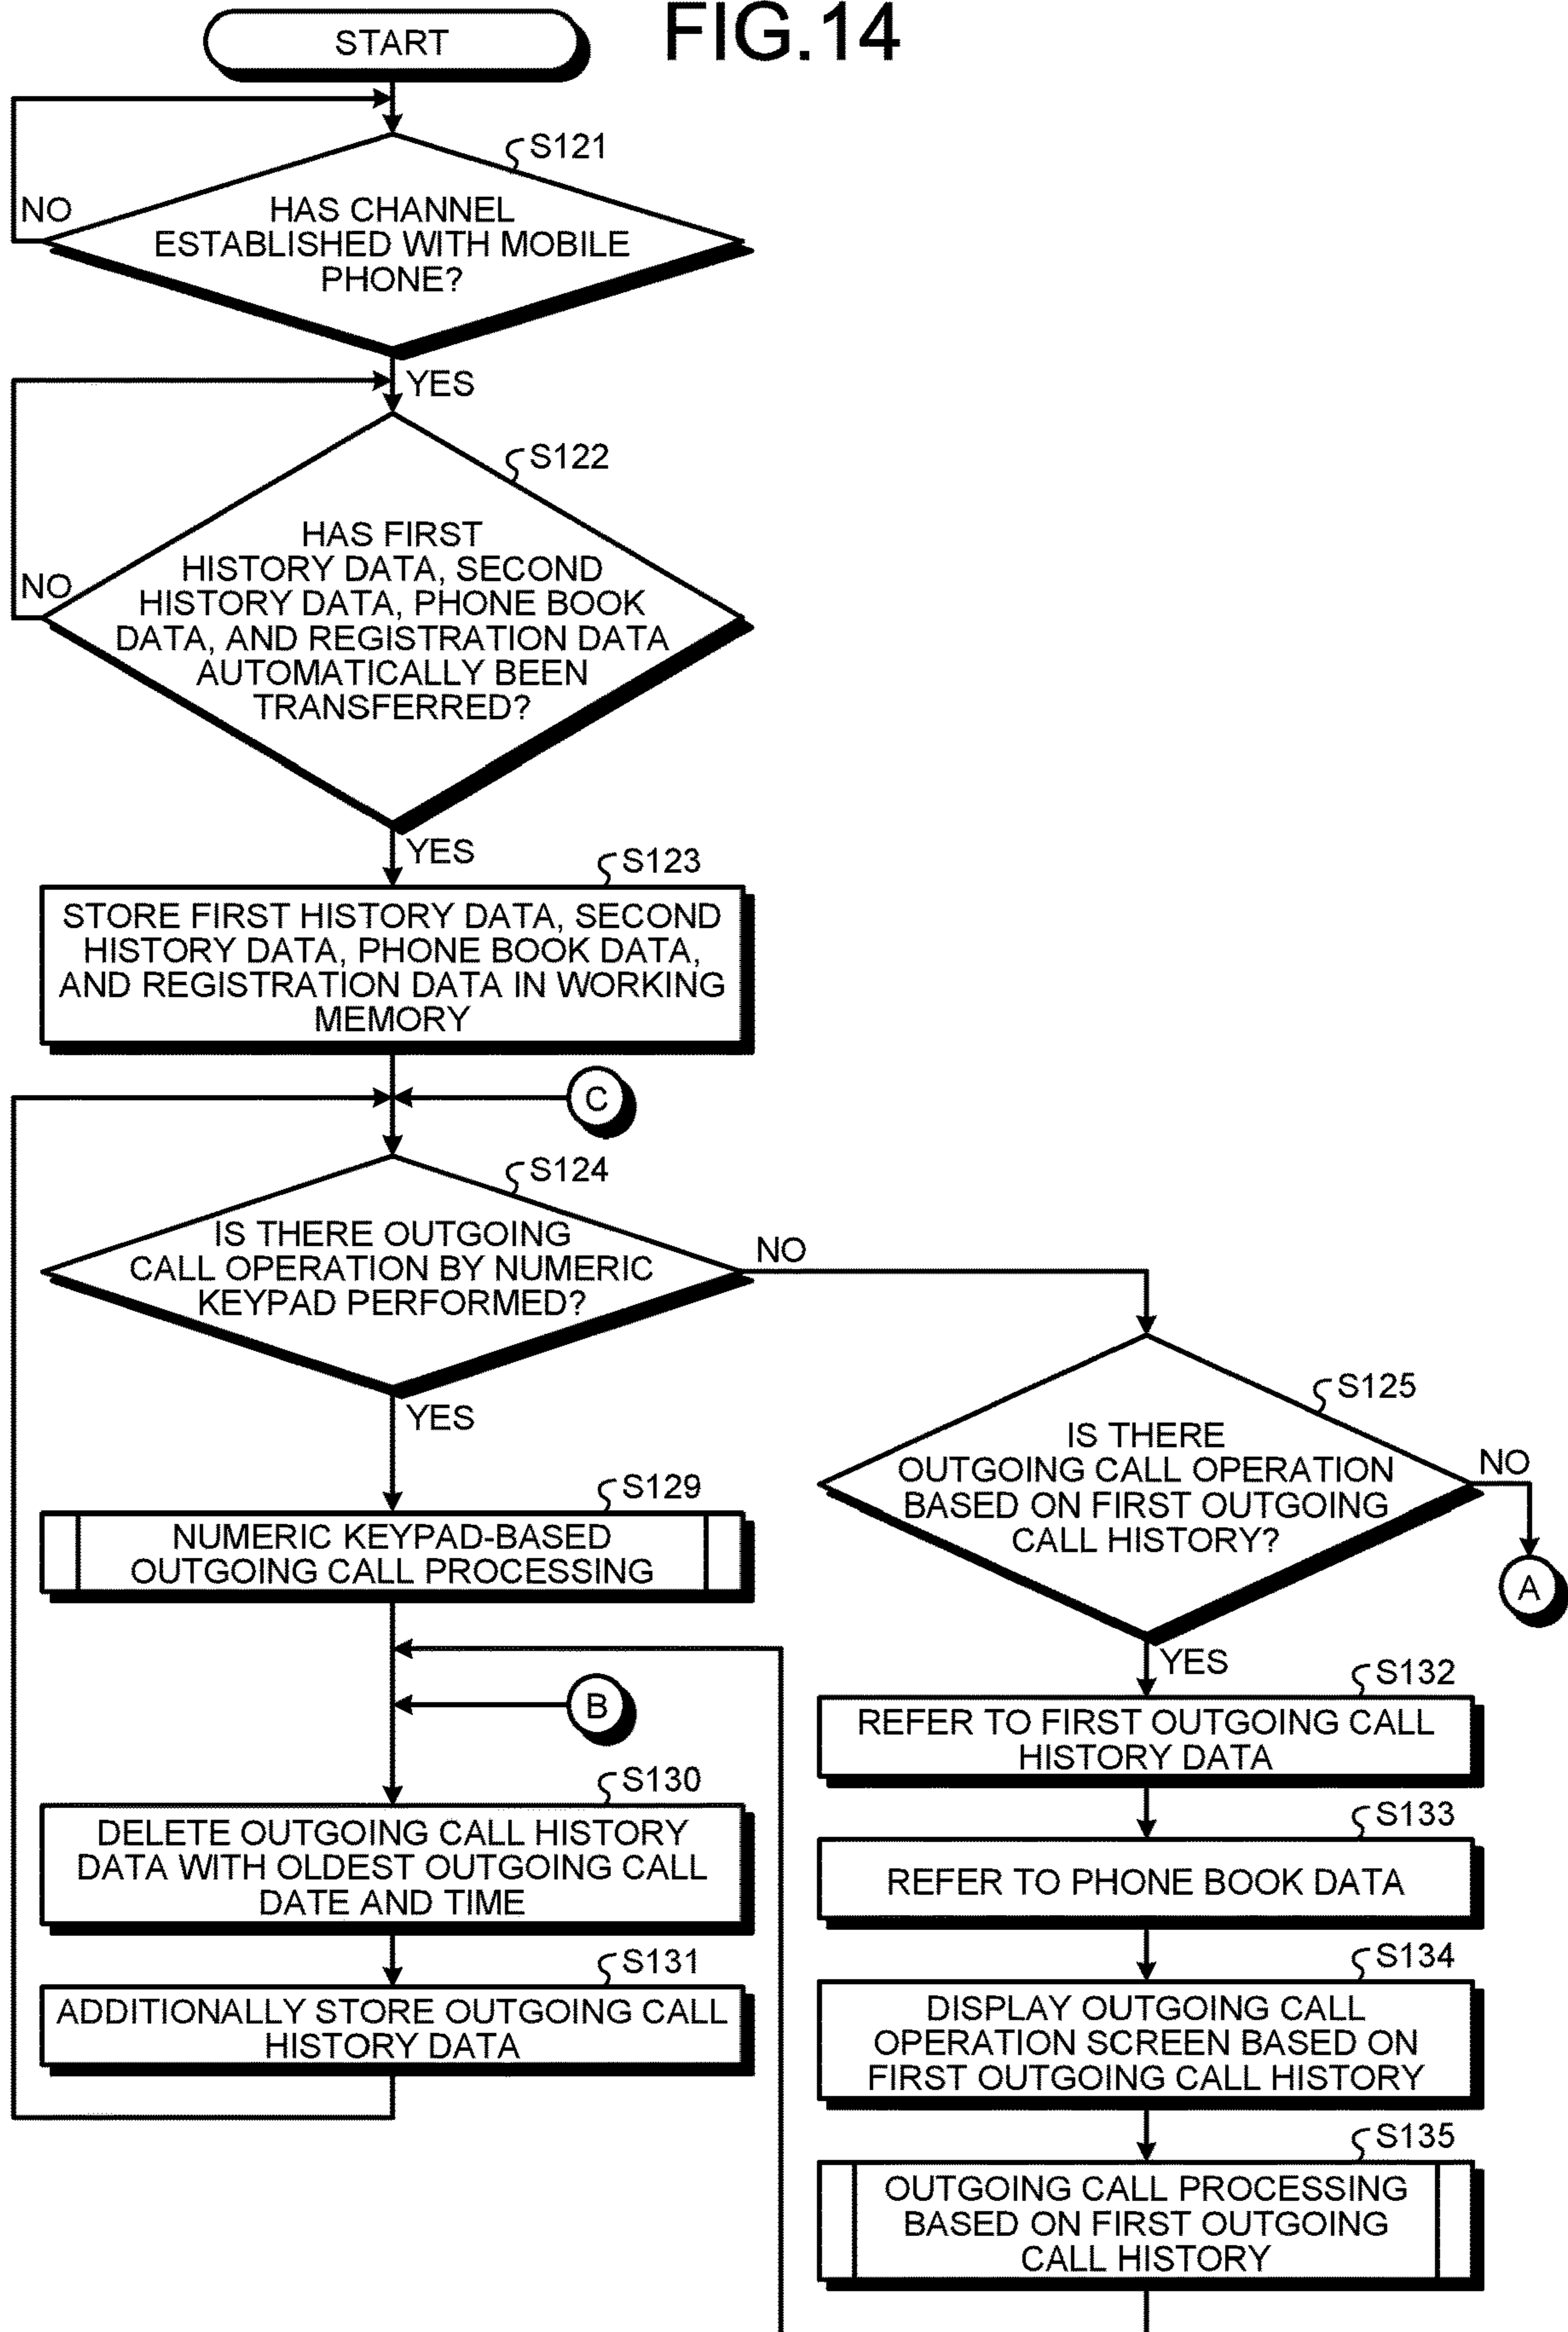 FIG.14
START
S121
NO
HAS CHANNEL
ESTABLISHED WITH MOBILE
PHONE?
YES
S122
NO
HAS FIRST
HISTORY DATA, SECOND
HISTORY DATA, PHONE BOOK
DATA, AND REGISTRATION DATA
AUTOMATICALLY BEEN
TRANSFERRED?
YES
S123
STORE FIRST HISTORY DATA, SECOND
HISTORY DATA, PHONE BOOK DATA,
AND REGISTRATION DATA IN WORKING
MEMORY
C
S124
IS THERE OUTGOING
CALL OPERATION BY NUMERIC
KEYPAD PERFORMED?
NO
YES
S125
IS THERE
OUTGOING CALL OPERATION
BASED ON FIRST OUTGOING
CALL HISTORY?
NO
A
YES
S129
NUMERIC KEYPAD-BASED
OUTGOING CALL PROCESSING
B
S130
DELETE OUTGOING CALL HISTORY
DATA WITH OLDEST OUTGOING CALL
DATE AND TIME
S131
ADDITIONALLY STORE OUTGOING CALL
HISTORY DATA
S132
REFER TO FIRST OUTGOING CALL
HISTORY DATA
S133
REFER TO PHONE BOOK DATA
S134
DISPLAY OUTGOING CALL
OPERATION SCREEN BASED ON
FIRST OUTGOING CALL HISTORY
S135
OUTGOING CALL PROCESSING
BASED ON FIRST OUTGOING
CALL HISTORY